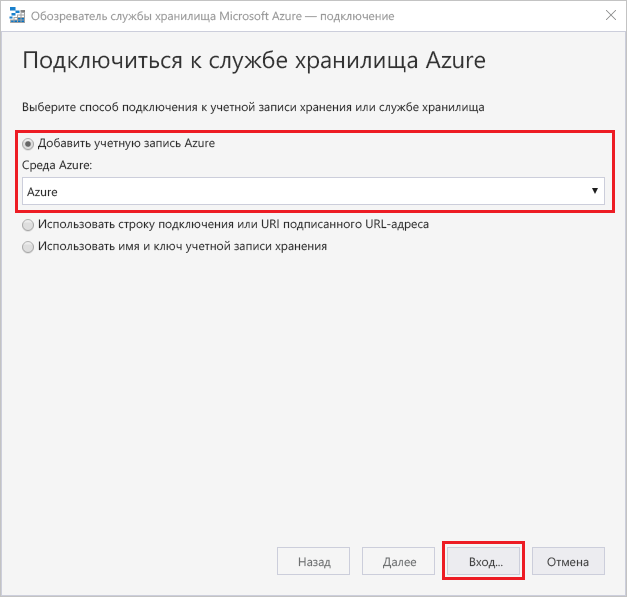 Обозреватель службы хранилища Microsoft Azure — подключение
Подключиться к службе хранилища Azure
Выберите способ подключения к учетной записи хранения или службе хранилища
Добавить учетную запись Azure
Среда Azure:
Azure
Использовать строку подключения или URI подписанного URL-адреса
Использовать имя и ключ учетной записи хранения
Назад Далее Вход... Отмена